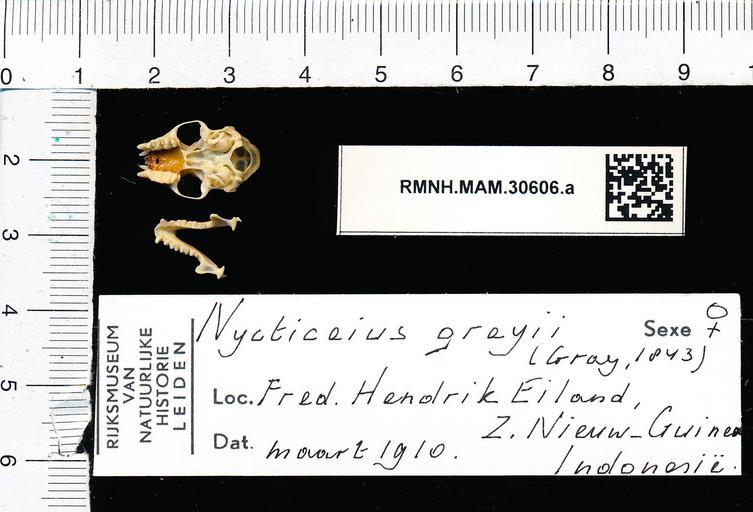 0 1 2 3 4 5 6 7 8 9
2
3
4
5
6
RMNH.MAM.30606.a
RIJKSMUSEUM
VAN
NATUURLIJKE
HISTORIE
LEIDEN
Nycticeius greyii
Sexe ♀
(Gray, 1843)
Loc. Fred. Hendrik Eiland,
Z. Nieuw-Guinea
Dat. maart 1910.
Indonesië.